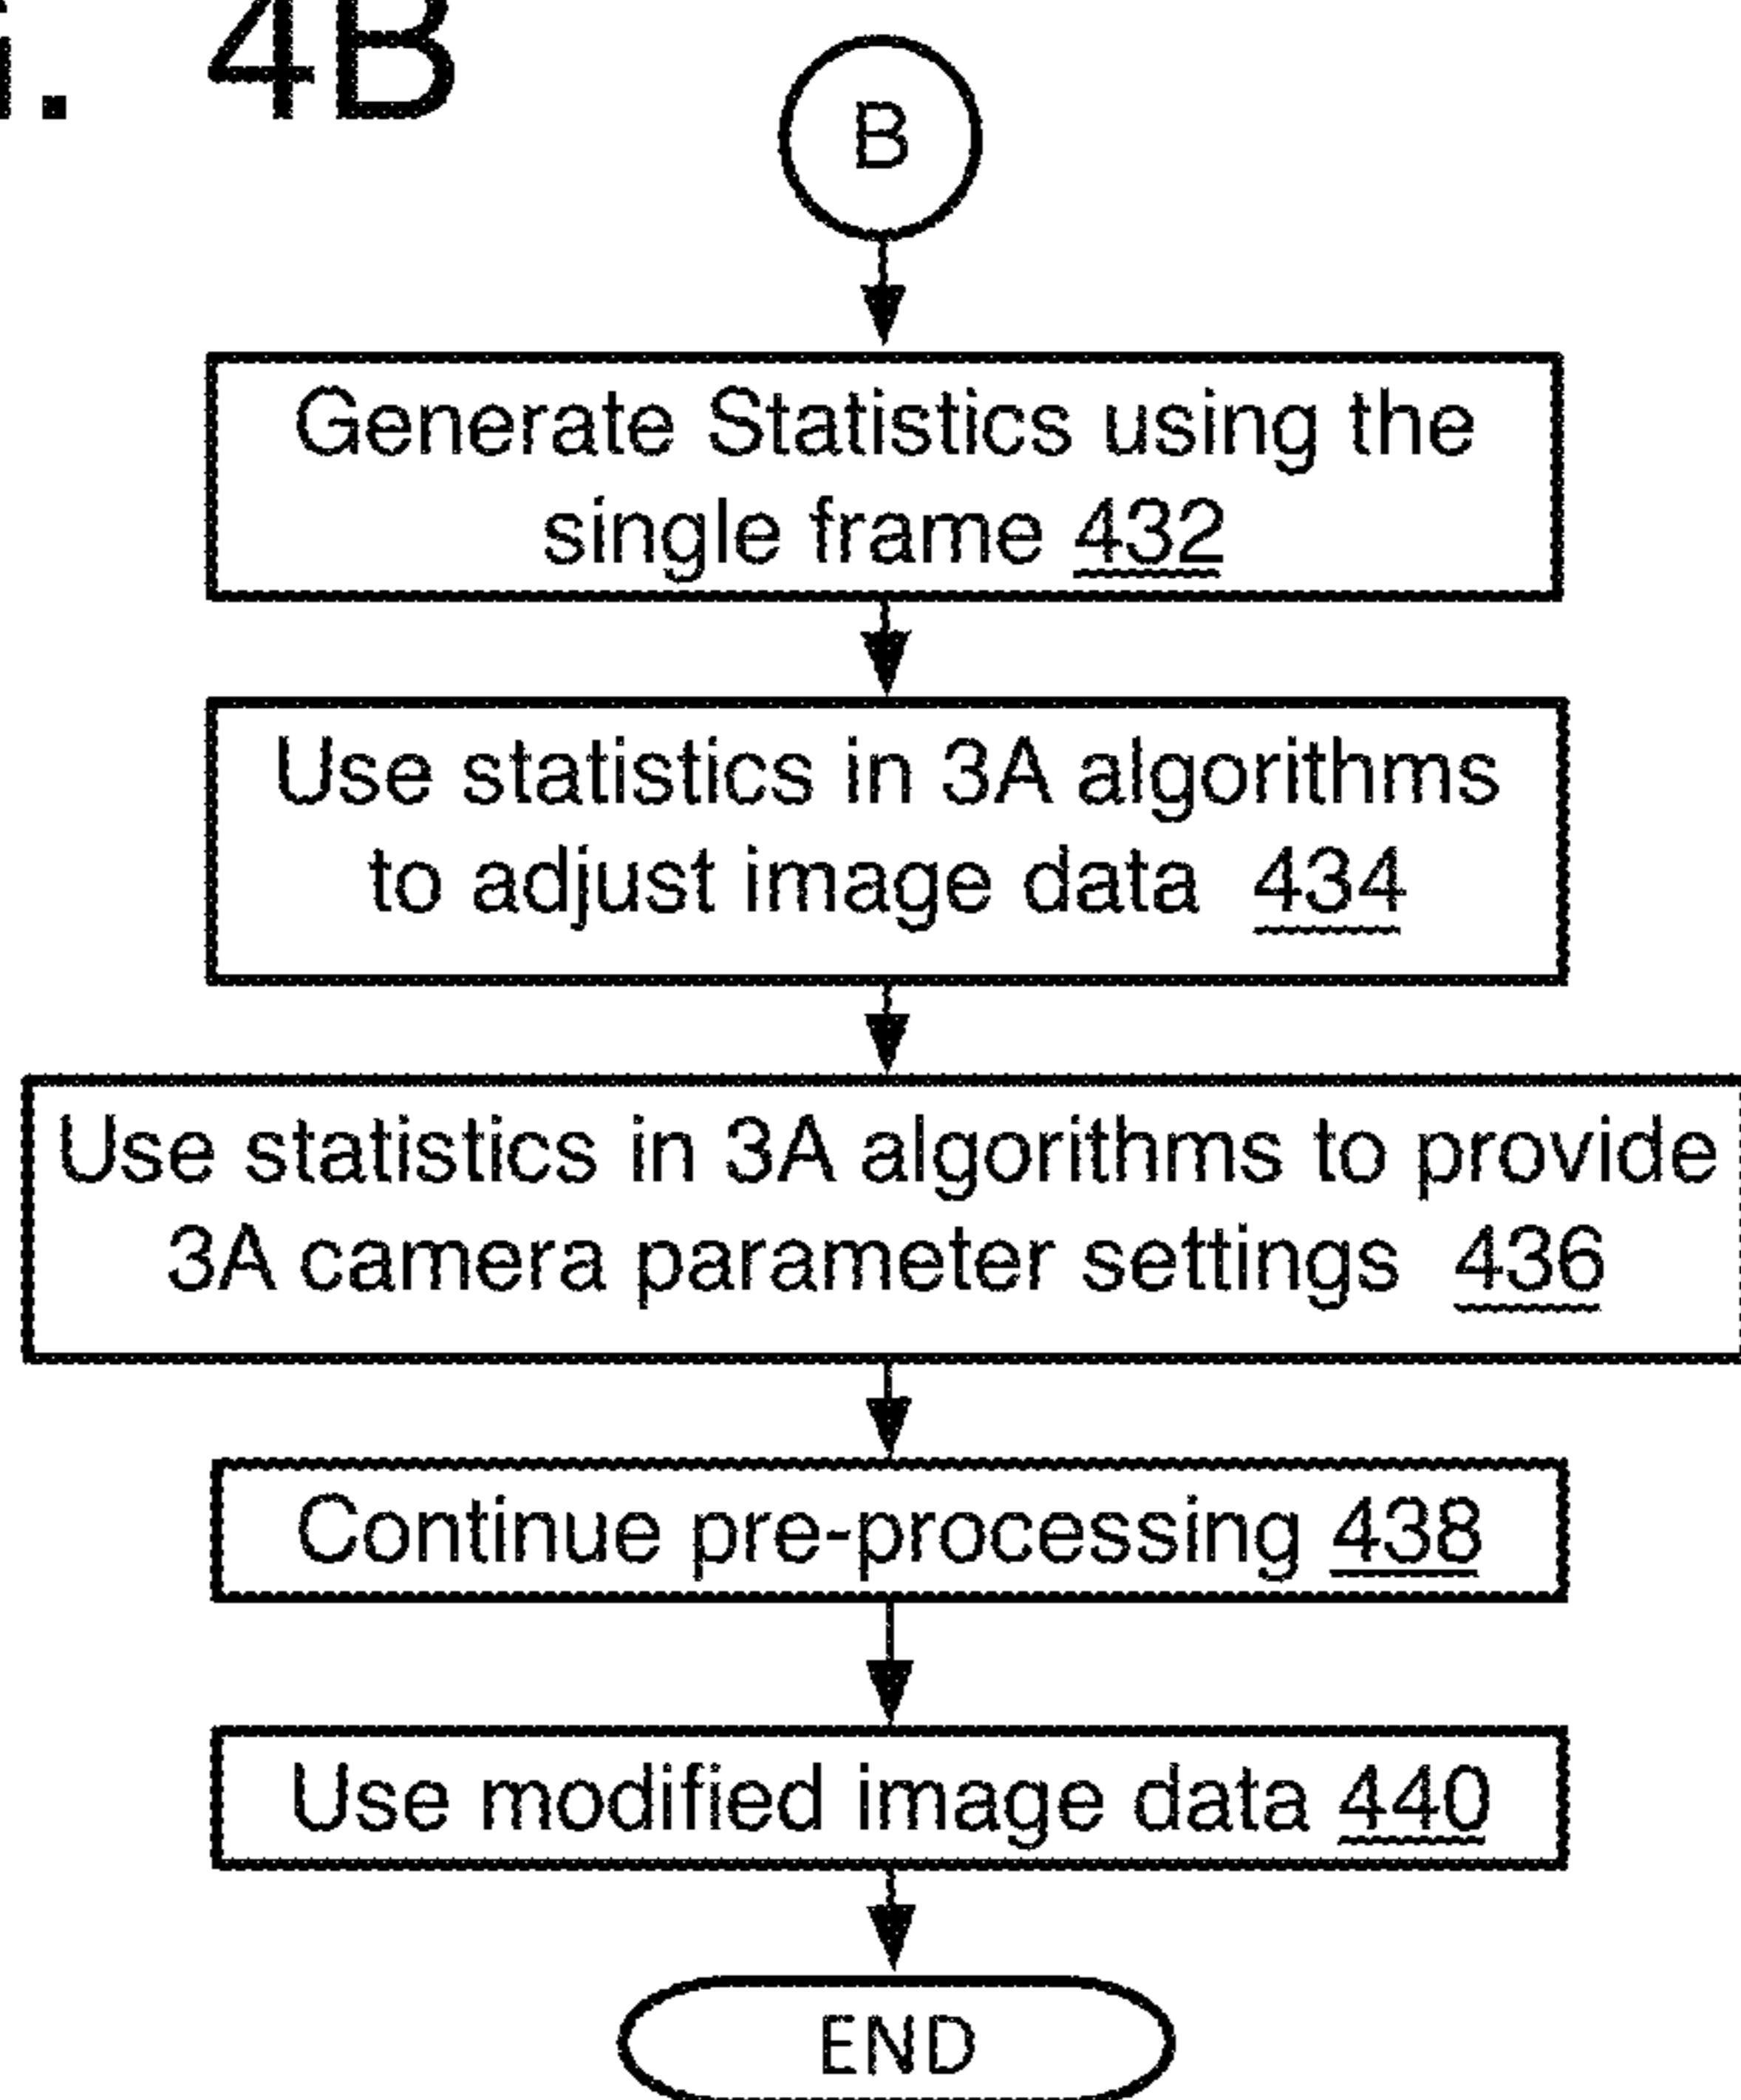 4B
B
Generate Statistics using the
single frame 432
Use statistics in 3A algorithms
to adjust image data 434
Use statistics in 3A algorithms to provide
3A camera parameter settings 436
Continue pre-processing 438
Use modified image data 440
END